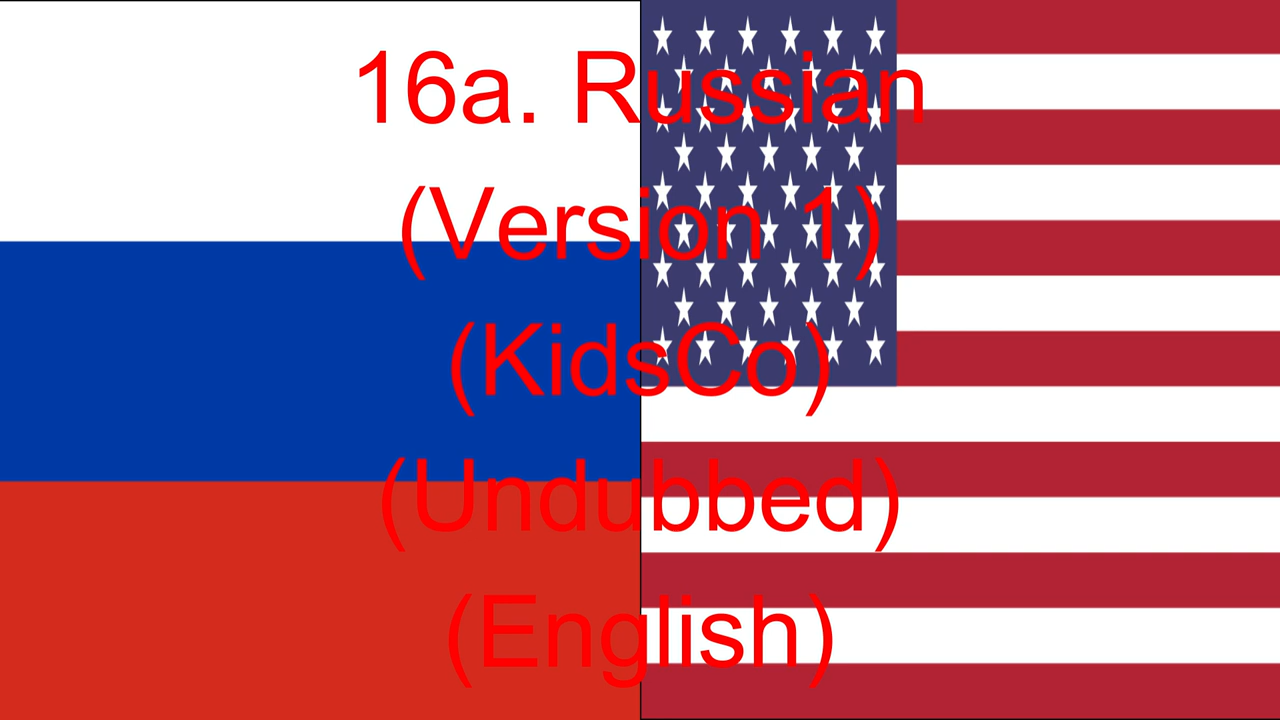 16a. Russian
(Version 1)
(KidsCo)
(Undubbed)
(English)